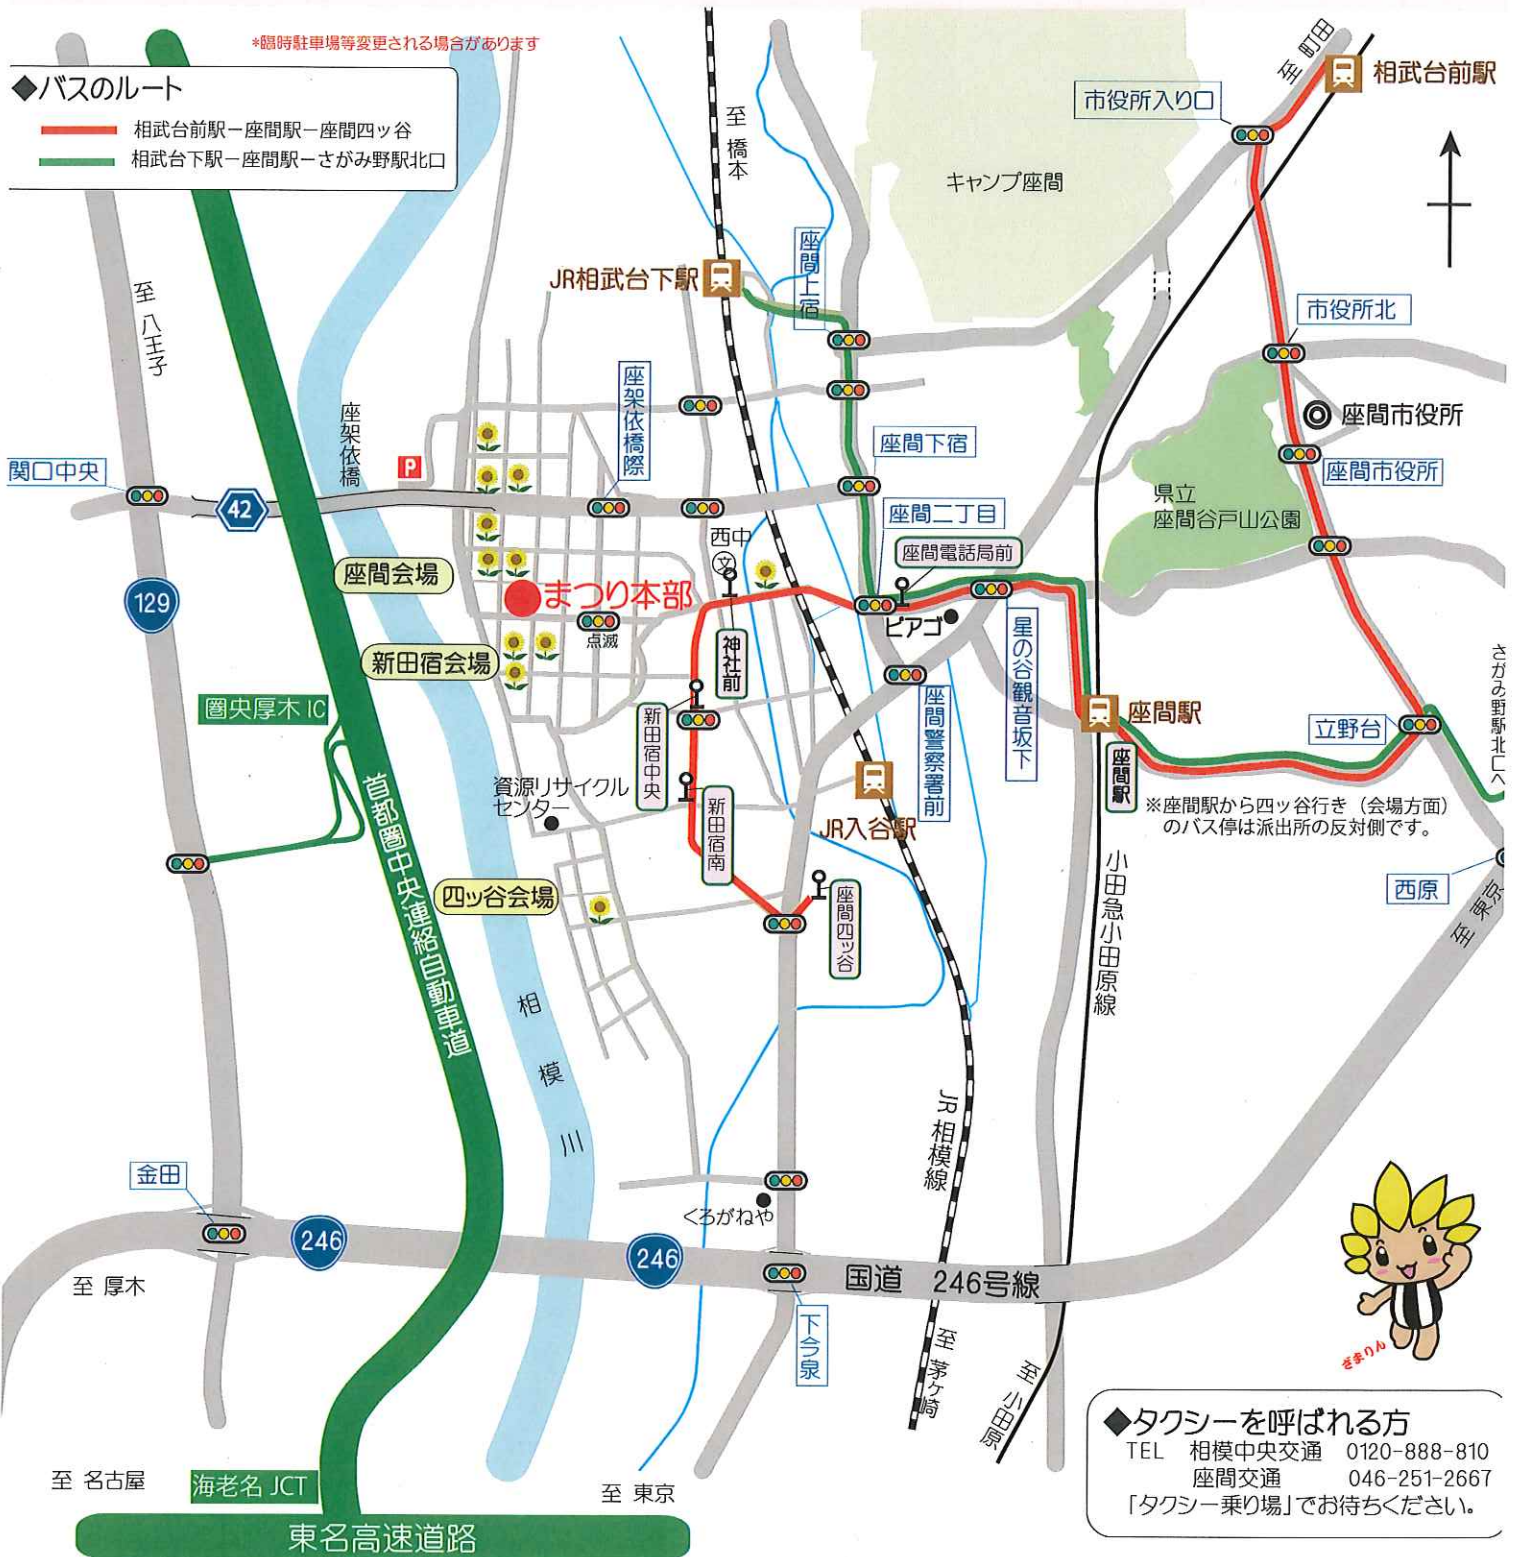 *臨時駐車場等変更される場合があります
◆バスのルート
相武台前駅－座間駅－座間四ッ谷
相武台下駅－座間駅－さがみ野駅北口
至 町田
相武台前駅
市役所入り口
至 橋本
キャンプ座間
座間上宿
JR相武台下駅
至 八王子
市役所北
座架依橋
座架依橋際
座間市役所
座間下宿
関口中央
P
座間市役所
42
県立
座間谷戸山公園
座間二丁目
西中
文
座間電話局前
座間会場
129
まつり本部
点滅
ピアゴ
神社前
星の谷観音坂下
新田宿会場
さがみ野駅北口へ
圏央厚木 IC
新田宿中央
座間警察署前
座間駅
立野台
座間駅
資源リサイクル
センター
新田宿南
※座間駅から四ッ谷行き（会場方面）
のバス停は派出所の反対側です。
JR入谷駅
首都圏中央連絡自動車道
四ッ谷会場
座間四ッ谷
小田急小田原線
西原
至 東京
相模川
JR 相模線
金田
くろがねや
246
246
国道 246号線
至 厚木
下今泉
至 茅ヶ崎
至 小田原
ざまりん
◆タクシーを呼ばれる方
TEL 相模中央交通 0120-888-810
座間交通 046-251-2667
「タクシー乗り場」でお待ちください。
至 名古屋
海老名 JCT
至 東京
東名高速道路